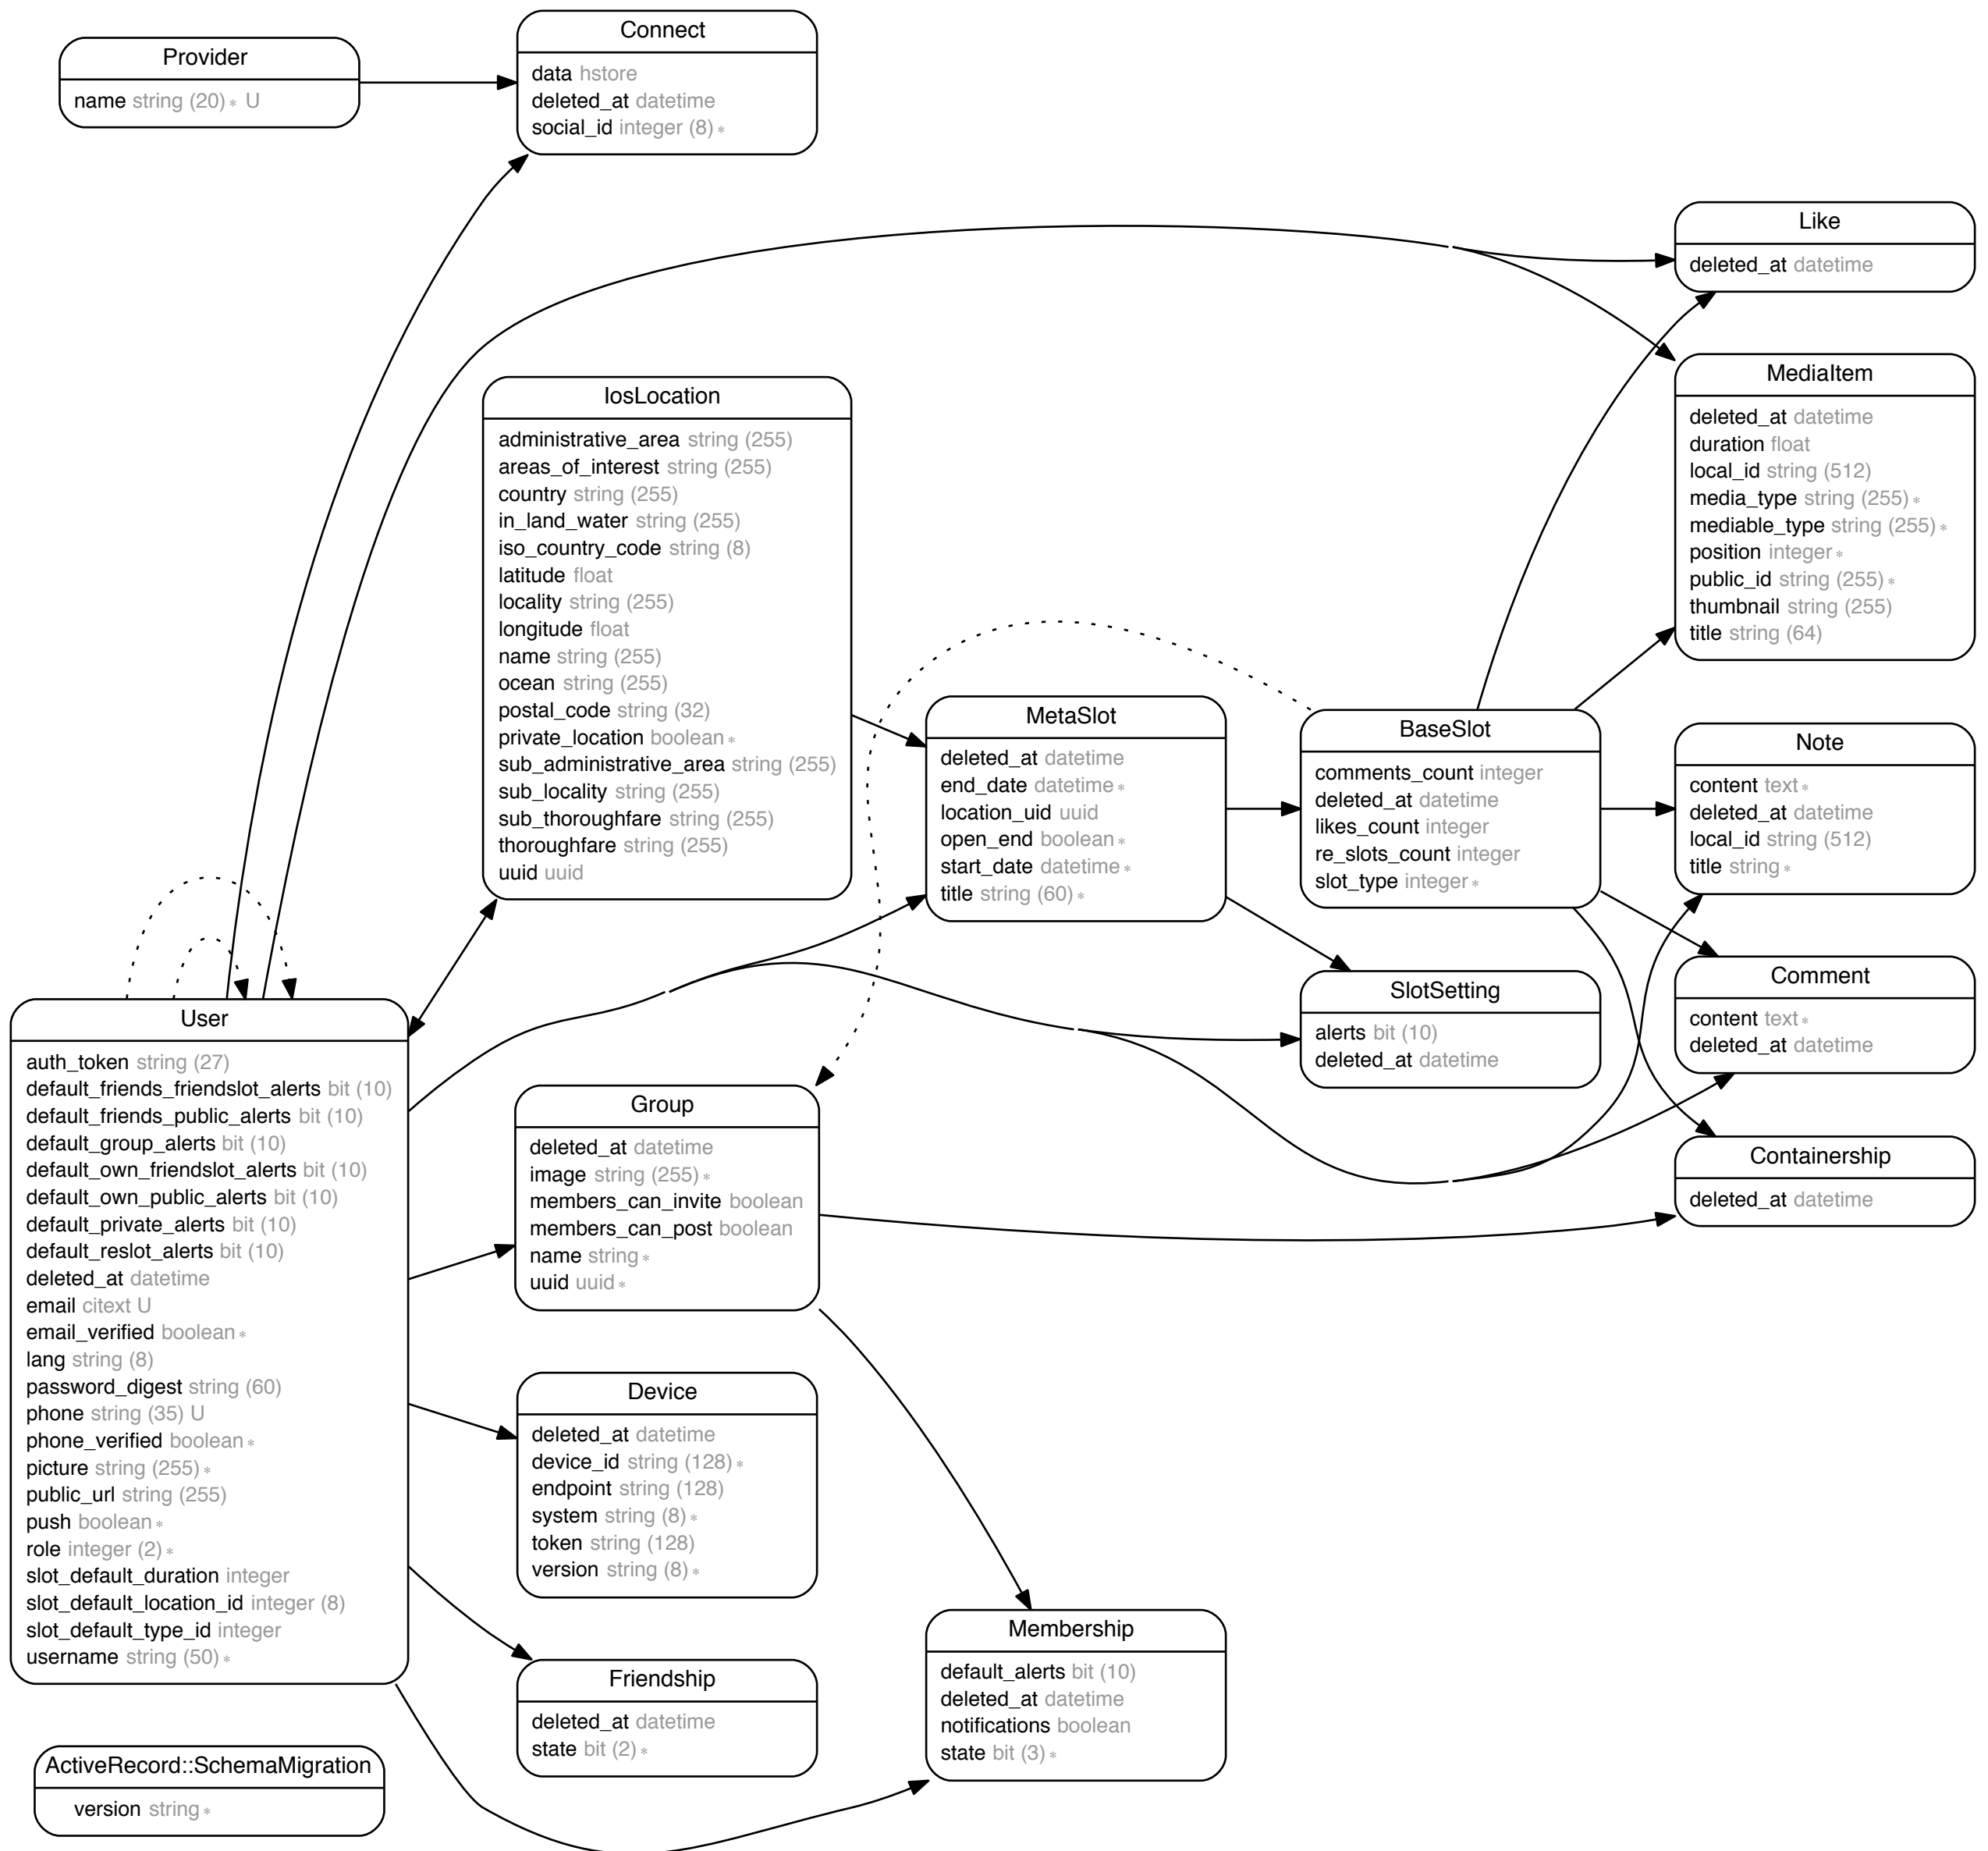 Provider
name string (20)∗ U
Connect
data hstore
deleted_at datetime
social_id integer (8)∗
Like
deleted_at datetime
IosLocation
administrative_area string (255)
areas_of_interest string (255)
country string (255)
in_land_water string (255)
iso_country_code string (8)
latitude float
locality string (255)
longitude float
name string (255)
ocean string (255)
postal_code string (32)
private_location boolean∗
sub_administrative_area string (255)
sub_locality string (255)
sub_thoroughfare string (255)
thoroughfare string (255)
uuid uuid
MediaItem
deleted_at datetime
duration float
local_id string (512)
media_type string (255)∗
mediable_type string (255)∗
position integer∗
public_id string (255)∗
thumbnail string (255)
title string (64)
MetaSlot
deleted_at datetime
end_date datetime∗
location_uid uuid
open_end boolean∗
start_date datetime∗
title string (60)∗
BaseSlot
comments_count integer
deleted_at datetime
likes_count integer
re_slots_count integer
slot_type integer∗
Note
content text∗
deleted_at datetime
local_id string (512)
title string∗
SlotSetting
alerts bit (10)
deleted_at datetime
Comment
content text∗
deleted_at datetime
Containership
deleted_at datetime
User
auth_token string (27)
default_friends_friendslot_alerts bit (10)
default_friends_public_alerts bit (10)
default_group_alerts bit (10)
default_own_friendslot_alerts bit (10)
default_own_public_alerts bit (10)
default_private_alerts bit (10)
default_reslot_alerts bit (10)
deleted_at datetime
email citext U
email_verified boolean∗
lang string (8)
password_digest string (60)
phone string (35) U
phone_verified boolean∗
picture string (255)∗
public_url string (255)
push boolean∗
role integer (2)∗
slot_default_duration integer
slot_default_location_id integer (8)
slot_default_type_id integer
username string (50)∗
Group
deleted_at datetime
image string (255)∗
members_can_invite boolean
members_can_post boolean
name string∗
uuid uuid∗
Device
deleted_at datetime
device_id string (128)∗
endpoint string (128)
system string (8)∗
token string (128)
version string (8)∗
Friendship
deleted_at datetime
state bit (2)∗
Membership
default_alerts bit (10)
deleted_at datetime
notifications boolean
state bit (3)∗
ActiveRecord::SchemaMigration
version string∗